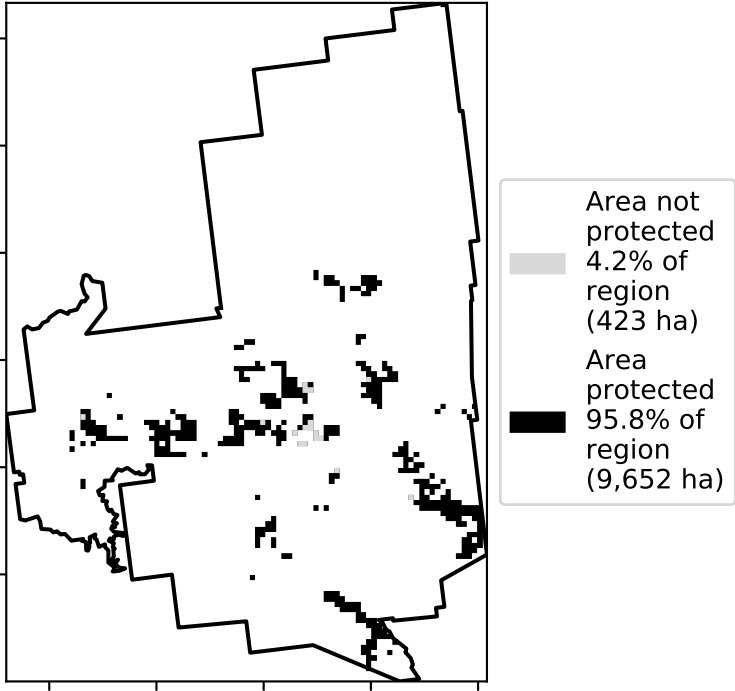 Area not
protected
4.2% of
region
(423 ha)
Area
protected
95.8% of
region
(9,652 ha)